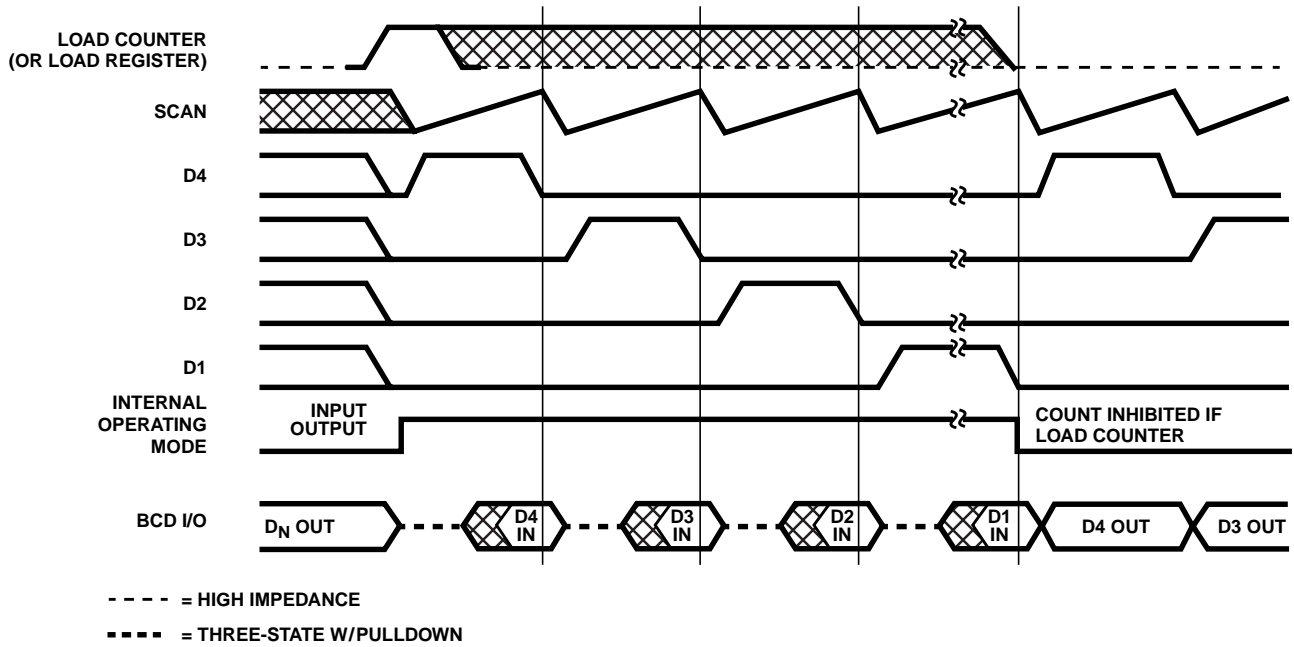 LOAD COUNTER
(OR LOAD REGISTER)
SCAN
D4
D3
D2
D1
INTERNAL
OPERATING
MODE
INPUT
OUTPUT
COUNT INHIBITED IF
LOAD COUNTER
BCD I/O
DN OUT
D4
IN
D3
IN
D2
IN
D1
IN
D4 OUT
D3 OUT
= HIGH IMPEDANCE
= THREE-STATE W/PULLDOWN